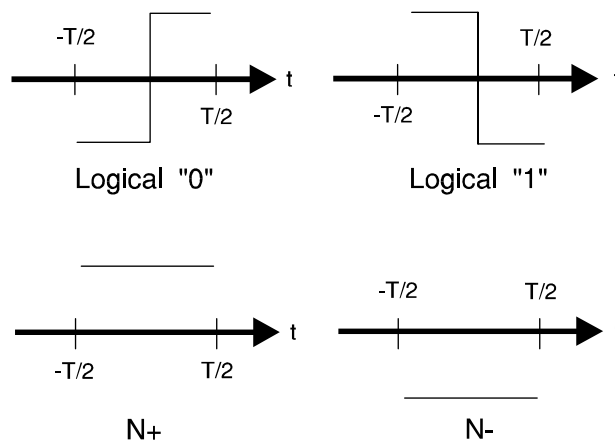 -T/2
T/2
t
Logical "0"
-T/2
T/2
t
Logical "1"
-T/2
T/2
t
N+
-T/2
T/2
N-